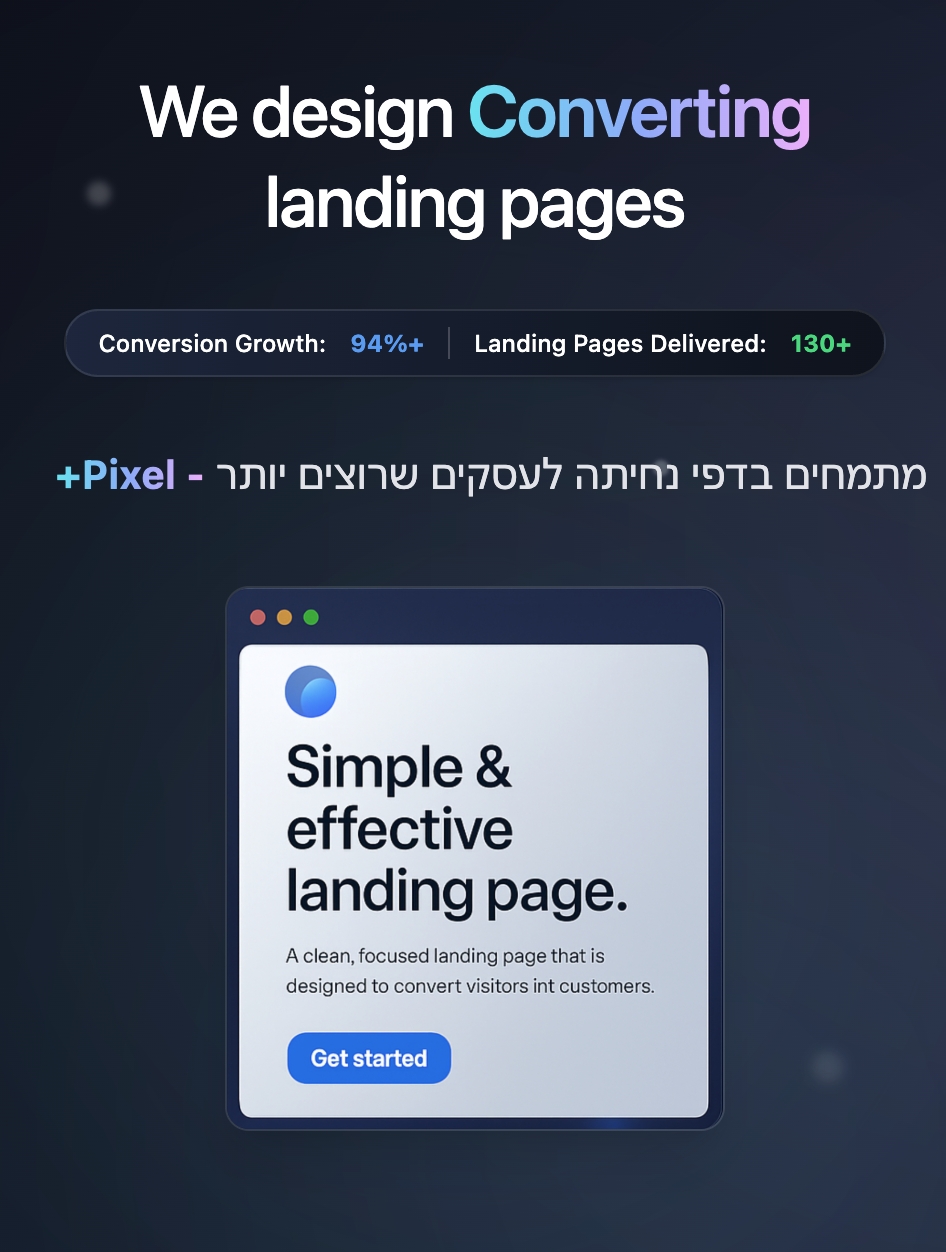 We design Converting
landing pages
Conversion Growth: 94%+ | Landing Pages Delivered: 130+
מתמחים בדפי נחיתה לעסקים שרוצים יותר - Pixel+
Simple &
effective
landing page.
A clean, focused landing page that is
designed to convert visitors int customers.
Get started